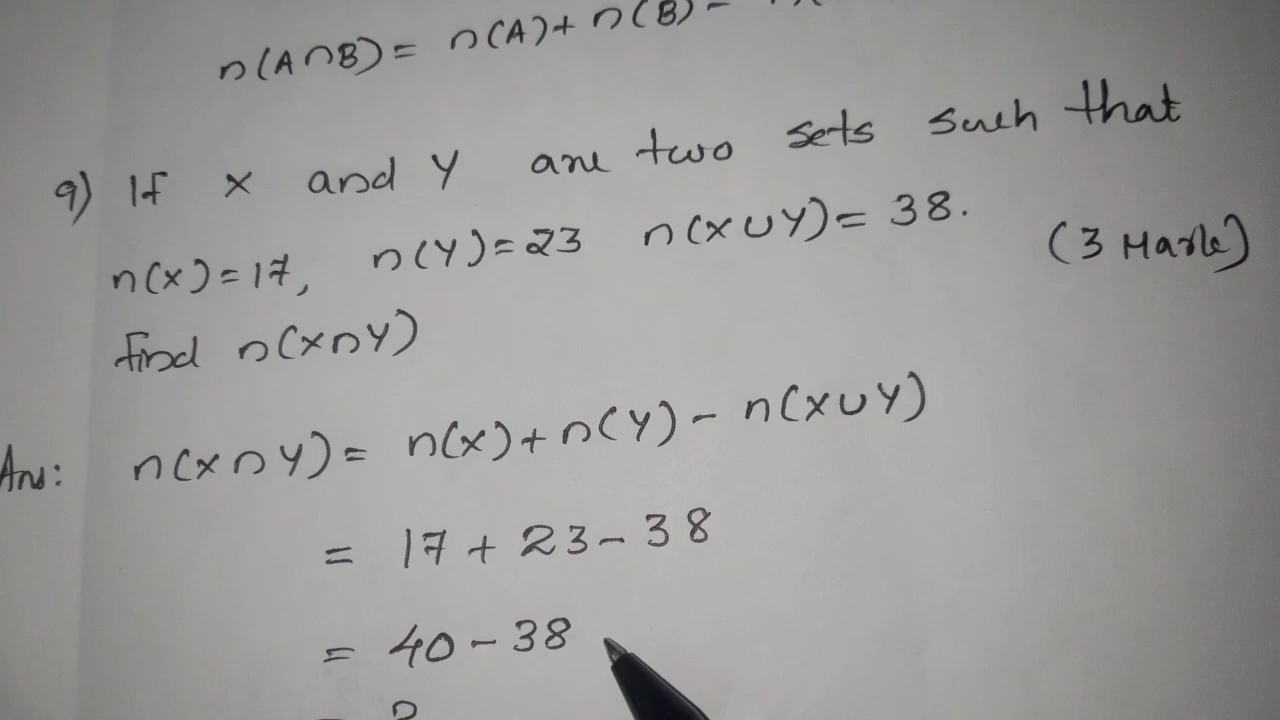 n(A∩B) = n(A) + n(B) -
9) If X and Y are two sets such that
n(X) = 17, n(Y) = 23 n(X∪Y) = 38.
(3 Mark)
find n(X∩Y)
Ans: n(X∩Y) = n(X) + n(Y) - n(X∪Y)
= 17 + 23 - 38
= 40 - 38